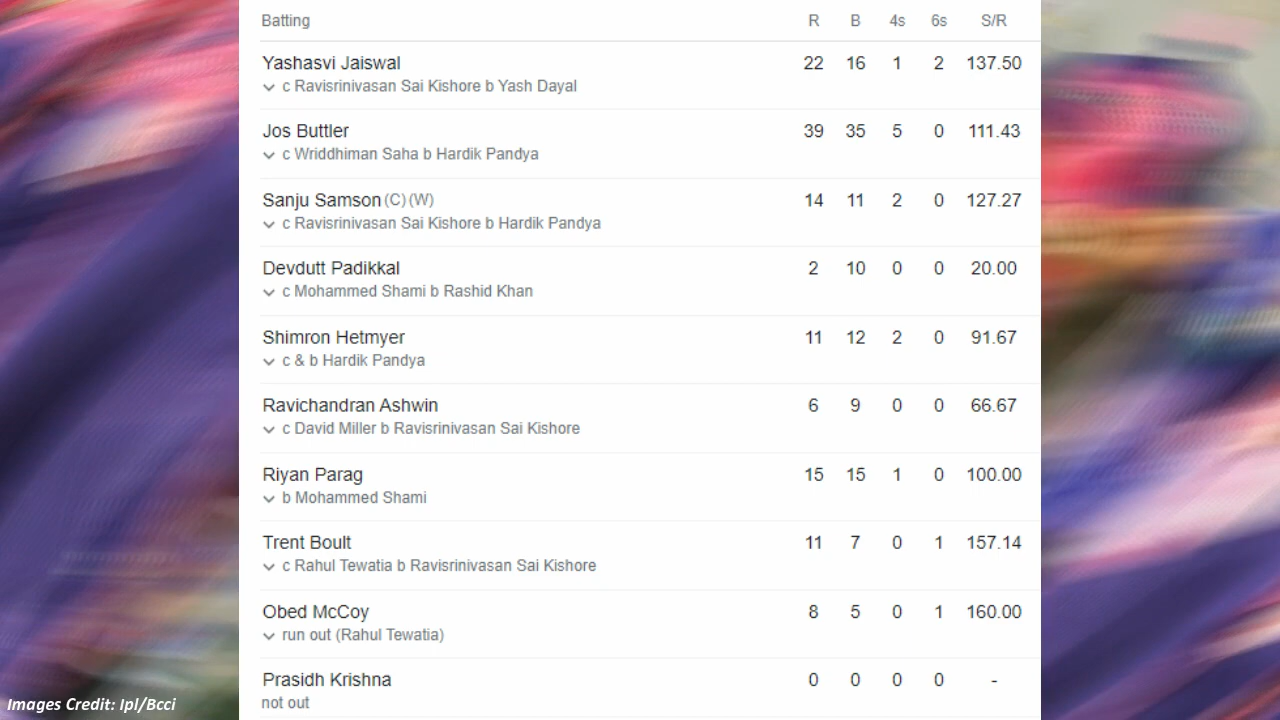 Batting R B 4s 6s S/R
Yashasvi Jaiswal 22 16 1 2 137.50
c Ravisrinivasan Sai Kishore b Yash Dayal
Jos Buttler 39 35 5 0 111.43
c Wriddhiman Saha b Hardik Pandya
Sanju Samson (C) (W) 14 11 2 0 127.27
c Ravisrinivasan Sai Kishore b Hardik Pandya
Devdutt Padikkal 2 10 0 0 20.00
c Mohammed Shami b Rashid Khan
Shimron Hetmyer 11 12 2 0 91.67
c & b Hardik Pandya
Ravichandran Ashwin 6 9 0 0 66.67
c David Miller b Ravisrinivasan Sai Kishore
Riyan Parag 15 15 1 0 100.00
b Mohammed Shami
Trent Boult 11 7 0 1 157.14
c Rahul Tewatia b Ravisrinivasan Sai Kishore
Obed McCoy 8 5 0 1 160.00
run out (Rahul Tewatia)
Prasidh Krishna 0 0 0 0 -
not out
Images Credit: Ipl/Bcci